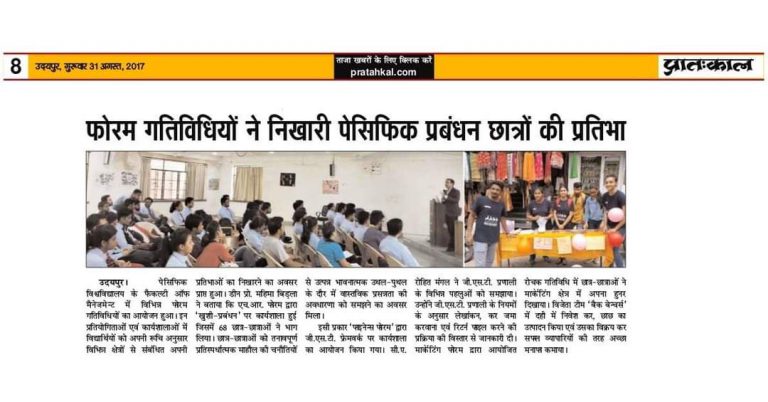 8
उदयपुर, गुरूवार 31 अगस्त, 2017
ताजा खबरों के लिए क्लिक करें
pratahkal.com
प्रातःकाल
फोरम गतिविधियों ने निखारी पेसिफिक प्रबंधन छात्रों की प्रतिभा
उदयपुर। पेसिफिक
विश्वविद्यालय के फैकल्टी ऑफ
मैनेजमेन्ट में विभिन्न फोरम
गतिविधियों का आयोजन हुआ। इन
प्रतियोगिताओं एवं कार्यशालाओं में
विद्यार्थियों को अपनी रूचि अनुसार
विभिन्न क्षेत्रों से संबंधित अपनी
प्रतिभाओं का निखारने का अवसर
प्राप्त हुआ। डीन प्रो. महिमा बिड़ला
ने बताया कि एच.आर. फोरम द्वारा
'खुशी-प्रबंधन' पर कार्यशाला हुई
जिसमें 68 छात्र-छात्राओं ने भाग
लिया। छात्र-छात्राओं को तनावपूर्ण
प्रतिस्पर्धात्मक माहौल की चनौतियों
से उत्पन्न भावनात्मक उथल-पुथल
के दौर में वास्तविक प्रसन्नता की
अवधारणा को समझने का अवसर
मिला।
इसी प्रकार 'फाइनेन्स फोरम' द्वारा
जी.एस.टी. फ्रेमवर्क पर कार्यशाला
का आयोजन किया गया। सी.ए.
रोहित मंगल ने जी.एस.टी. प्रणाली
के विभिन्न पहलुओं को समझाया।
उन्होंने जी.एस.टी. प्रणाली के नियमों
के अनुसार लेखांकन, कर जमा
करवाना एवं रिटर्न फाइल करने की
प्रक्रिया की विस्तार से जानकारी दी।
मार्केटिंग फोरम द्वारा आयोजित
रोचक गतिविधि में छात्र-छात्राओं ने
मार्केटिंग क्षेत्र में अपना हुनर
दिखाया। विजेता टीम 'बैंक बेन्चर्स'
में दही में निवेश कर, छाछ का
उत्पादन किया एवं उसका विक्रय कर
सफल व्यापारियों की तरह अच्छा
मनाफा कमाया।